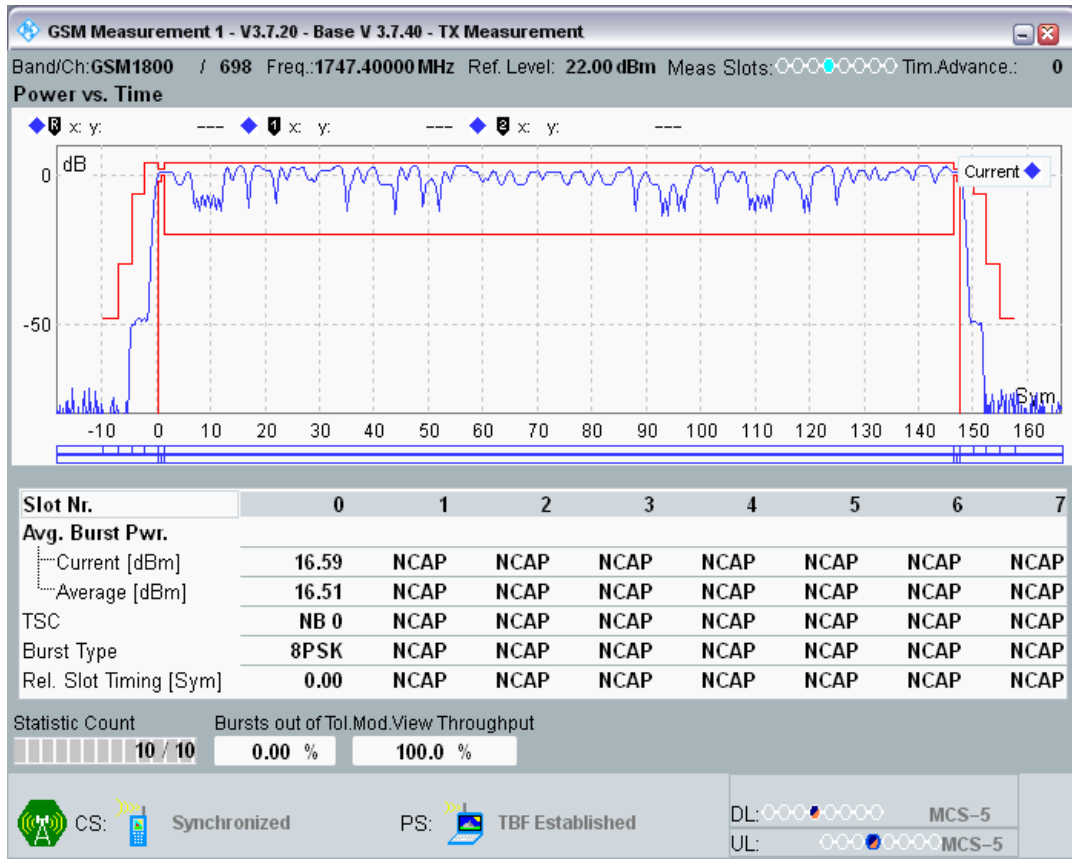 GSM Measurement 1 - V3.7.20 - Base V 3.7.40 - TX Measurement
Band/Ch:GSM1800 / 698 Freq.:1747.40000 MHz Ref. Level: 22.00 dBm Meas Slots: Tim.Advance.: 0
Power vs. Time
R x: y: --- 1 x: y: --- 2 x: y: ---
dB
Current
0
-50
Sym
-10 0 10 20 30 40 50 60 70 80 90 100 110 120 130 140 150 160
Slot Nr. 0 1 2 3 4 5 6 7
Avg. Burst Pwr.
Current [dBm] 16.59 NCAP NCAP NCAP NCAP NCAP NCAP NCAP
Average [dBm] 16.51 NCAP NCAP NCAP NCAP NCAP NCAP NCAP
TSC NB 0 NCAP NCAP NCAP NCAP NCAP NCAP NCAP
Burst Type 8PSK NCAP NCAP NCAP NCAP NCAP NCAP NCAP
Rel. Slot Timing [Sym] 0.00 NCAP NCAP NCAP NCAP NCAP NCAP NCAP
Statistic Count Bursts out of Tol.Mod.View Throughput
10 / 10 0.00 % 100.0 %
CS: Synchronized PS: TBF Established
DL: MCS-5
UL: MCS-5